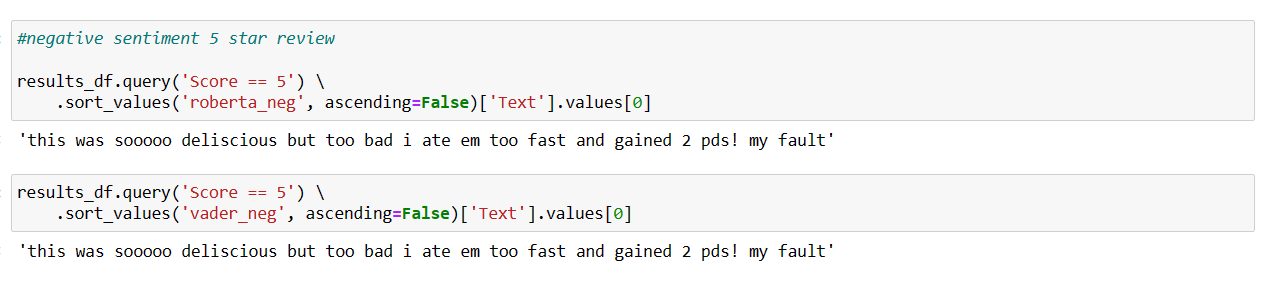 #negative sentiment 5 star review
results_df.query('Score == 5') \
    .sort_values('roberta_neg', ascending=False)['Text'].values[0]
'this was sooooo deliscious but too bad i ate em too fast and gained 2 pds! my fault'
results_df.query('Score == 5') \
    .sort_values('vader_neg', ascending=False)['Text'].values[0]
'this was sooooo deliscious but too bad i ate em too fast and gained 2 pds! my fault'